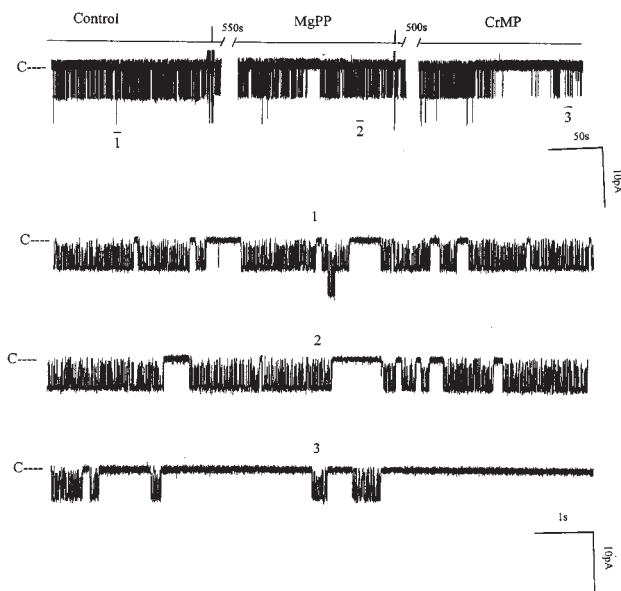 Control 550s MgPP 500s CrMP
C----
1 2 3
50s
10pA
1
C----
2
C----
3
C----
1s
10pA